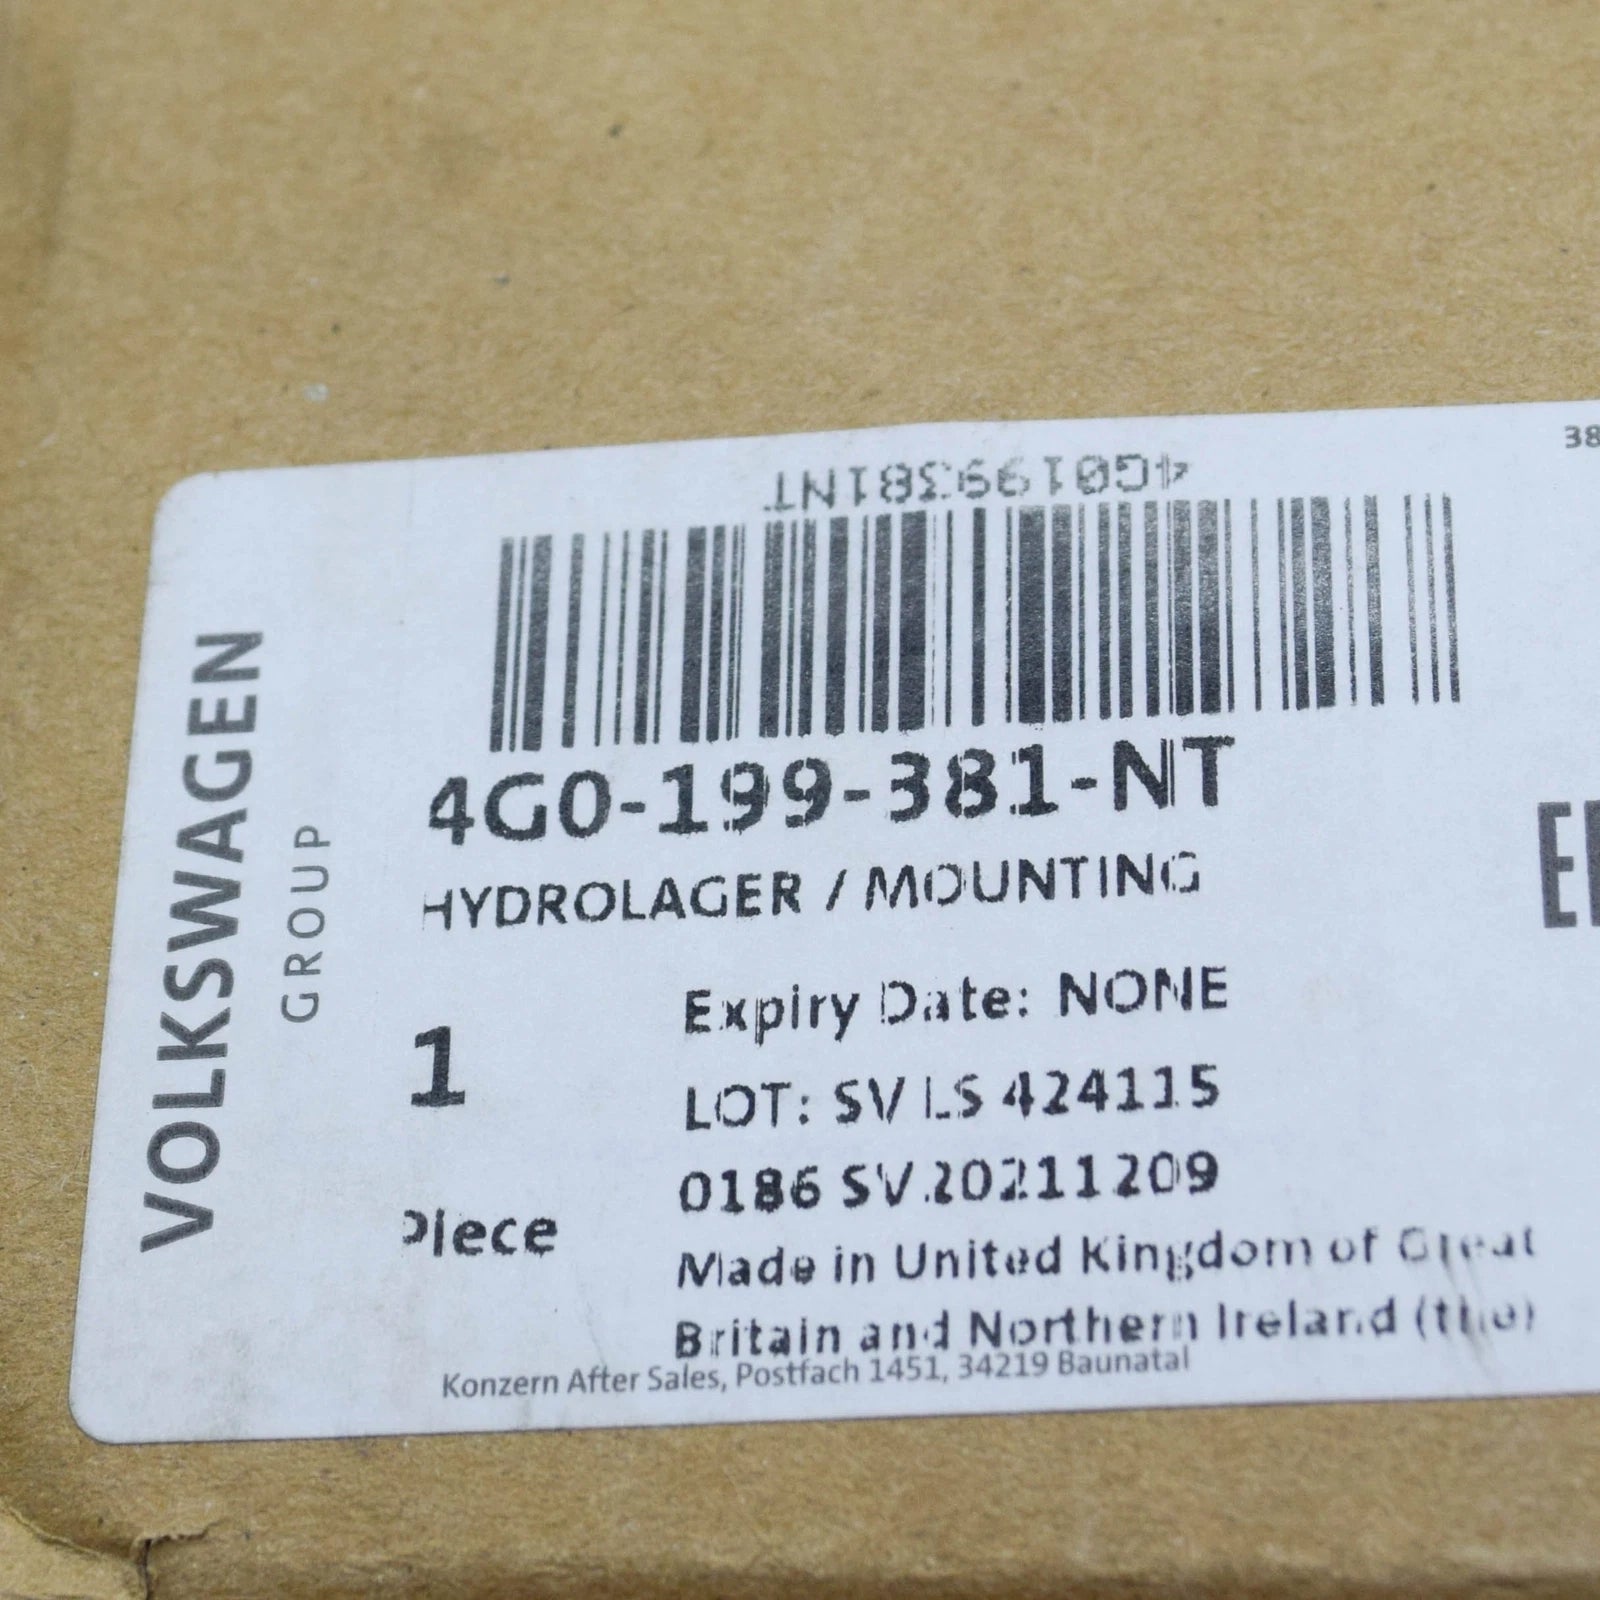 38
4G0199381NT
VOLKSWAGEN
GROUP
4G0-199-381-NT
HYDROLAGER / MOUNTING
1
Piece
Expiry Date: NONE
LOT: SV LS 424115
0186 SV 20211209
Made in United Kingdom of Great
Britain and Northern Ireland (the)
Konzern After Sales, Postfach 1451, 34219 Baunatal